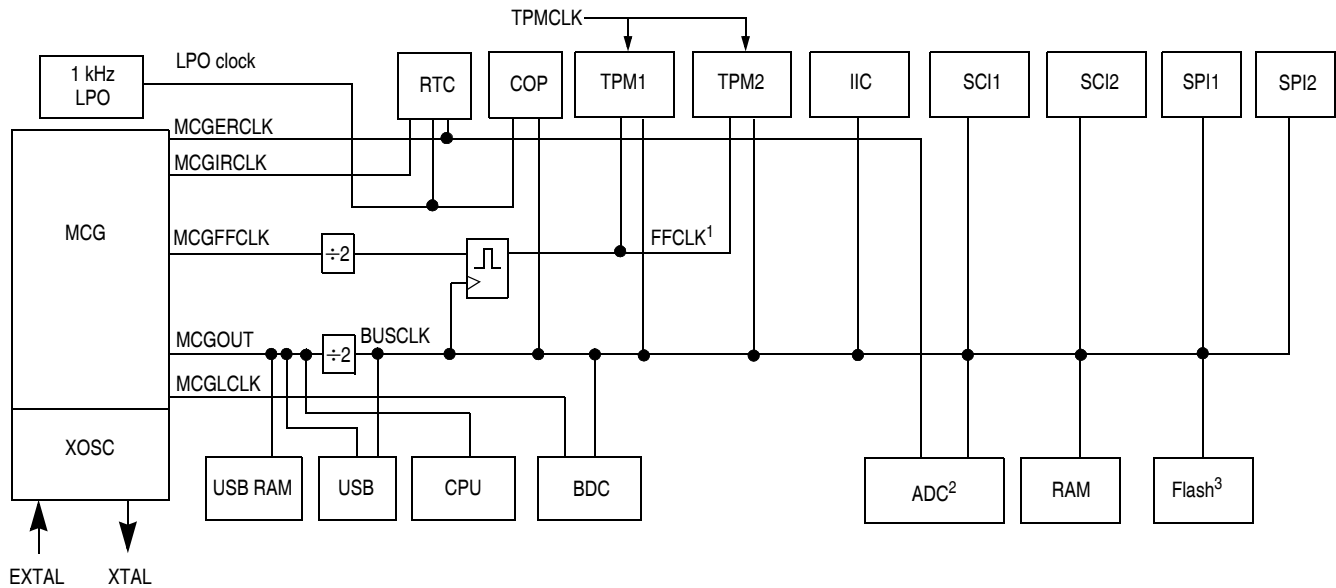 TPMCLK
1 kHz
LPO
LPO clock
RTC
COP
TPM1
TPM2
IIC
SCI1
SCI2
SPI1
SPI2
MCGERCLK
MCGIRCLK
MCG
MCGFFCLK
÷2
FFCLK¹
MCGOUT
÷2
BUSCLK
MCGLCLK
XOSC
USB RAM
USB
CPU
BDC
ADC²
RAM
Flash³
EXTAL
XTAL